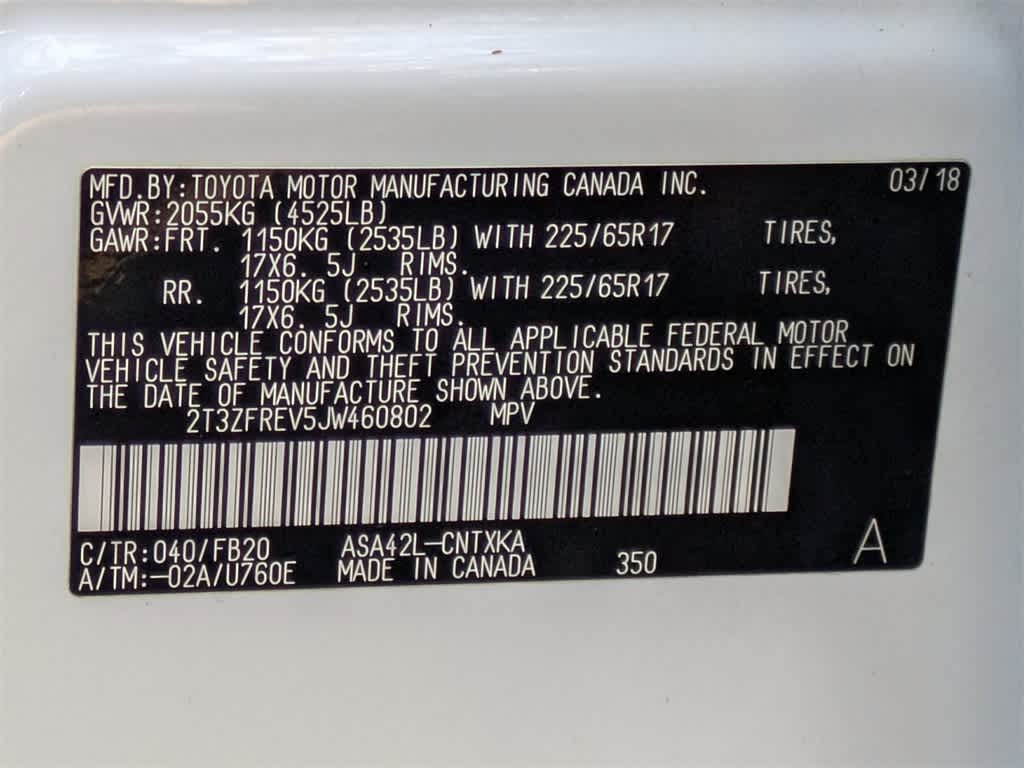 MFD.BY:TOYOTA MOTOR MANUFACTURING CANADA INC. 03/18
GVWR:2055KG (4525LB)
GAWR:FRT. 1150KG (2535LB) WITH 225/65R17 TIRES,
17X6. 5J RIMS.
RR. 1150KG (2535LB) WITH 225/65R17 TIRES,
17X6. 5J RIMS.
THIS VEHICLE CONFORMS TO ALL APPLICABLE FEDERAL MOTOR
VEHICLE SAFETY AND THEFT PREVENTION STANDARDS IN EFFECT ON
THE DATE OF MANUFACTURE SHOWN ABOVE.
2T3ZFREV5JW460802 MPV
C/TR:040/FB20 ASA42L-CNTXKA A
A/TM:-02A/U760E MADE IN CANADA 350